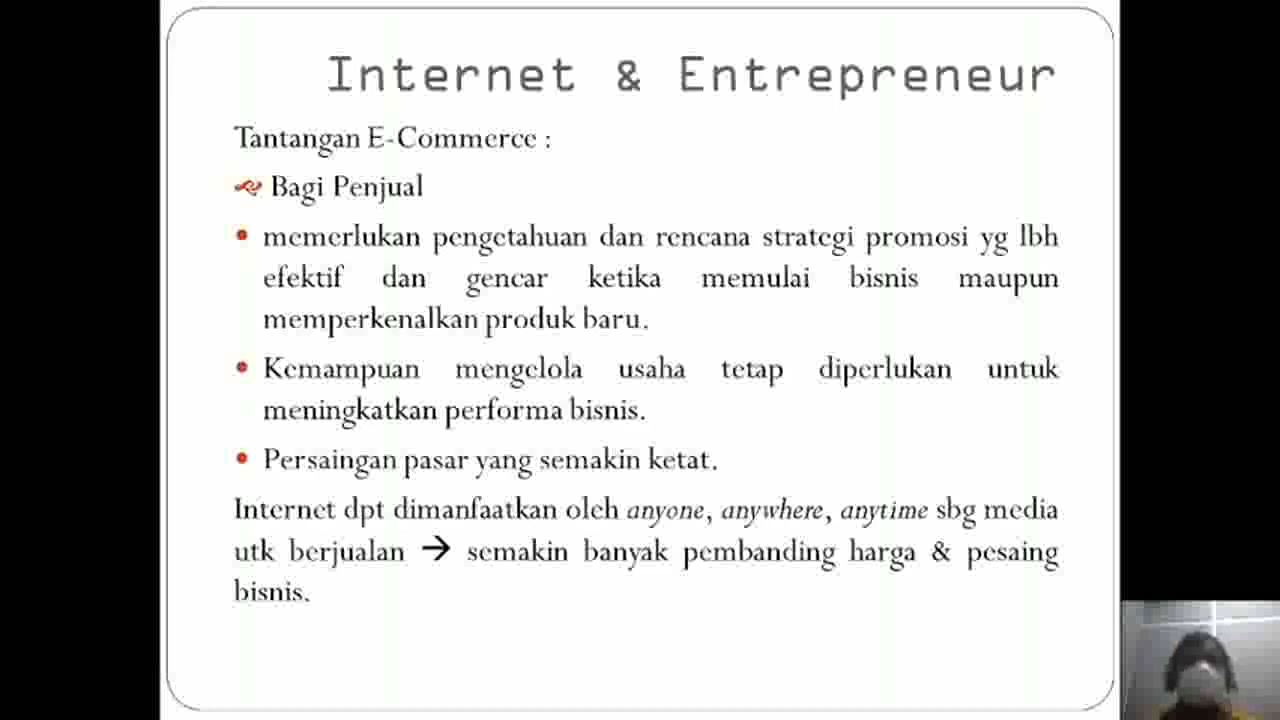 Internet & Entrepreneur
Tantangan E-Commerce :
Bagi Penjual
memerlukan pengetahuan dan rencana strategi promosi yg lbh
efektif dan gencar ketika memulai bisnis maupun
memperkenalkan produk baru.
Kemampuan mengelola usaha tetap diperlukan untuk
meningkatkan performa bisnis.
Persaingan pasar yang semakin ketat.
Internet dpt dimanfaatkan oleh anyone, anywhere, anytime sbg media
utk berjualan → semakin banyak pembanding harga & pesaing
bisnis.